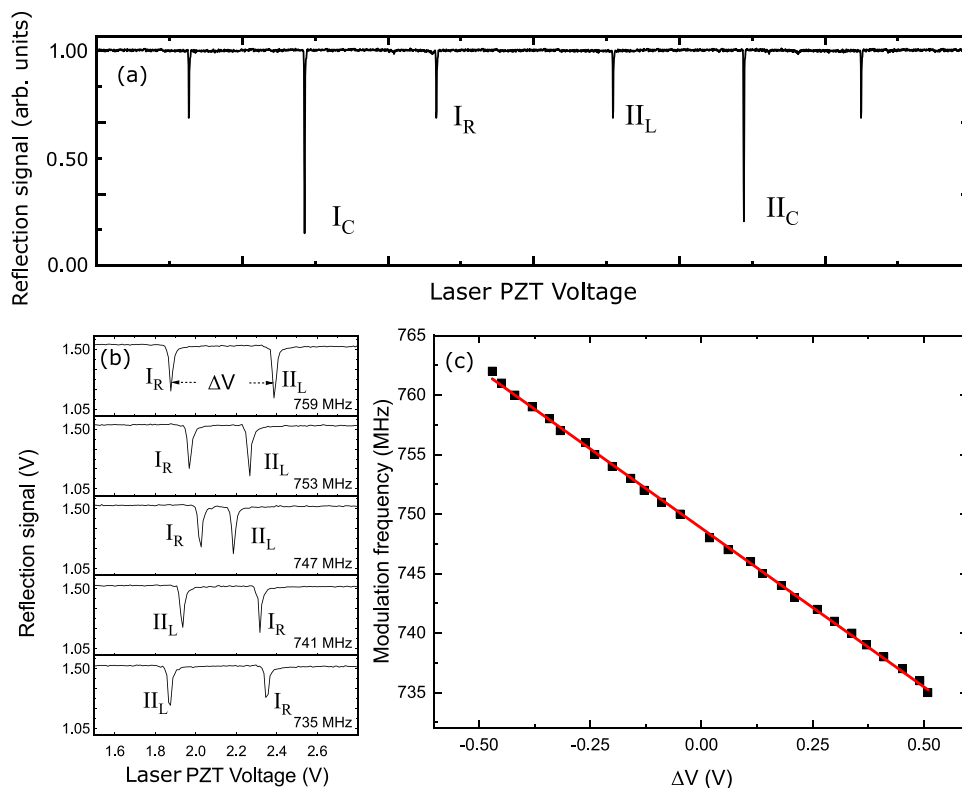 1.00
0.50
0.00
Reflection signal (arb. units)
(a)
I_C
I_R
II_L
II_C
Laser PZT Voltage
(b)
1.50
1.05
I_R
ΔV
II_L
759 MHz
1.50
1.05
I_R
II_L
753 MHz
1.50
1.05
I_R
II_L
747 MHz
1.50
1.05
II_L
I_R
741 MHz
1.50
1.05
II_L
I_R
735 MHz
Reflection signal (V)
1.6 1.8 2.0 2.2 2.4 2.6
Laser PZT Voltage (V)
(c)
765
760
755
750
745
740
735
Modulation frequency (MHz)
-0.50 -0.25 0.00 0.25 0.50
ΔV (V)